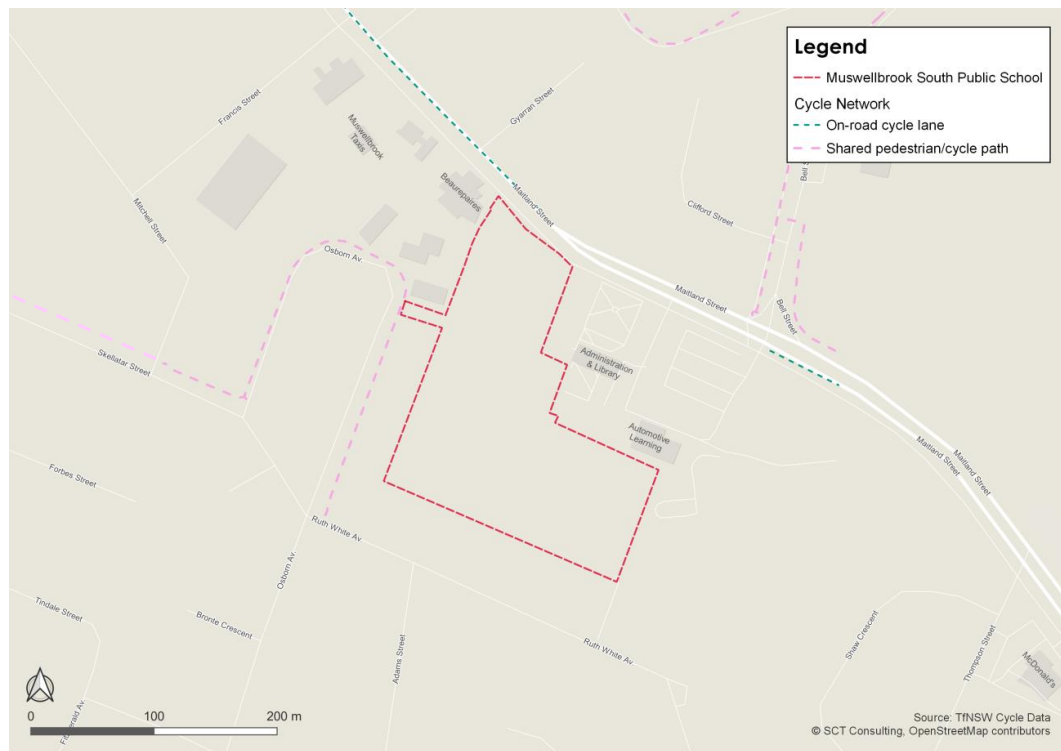 Legend
Muswellbrook South Public School
Cycle Network
On-road cycle lane
Shared pedestrian/cycle path
Francis Street
Gyarran Street
Muswellbrook
Taxis
Beaurepaires
Maitland Street
Mitchell Street
Clifford Street
Osborn Av.
Maitland Street
Bell Street
Skellatar Street
Administration
& Library
Automotive
Learning
Maitland Street
Maitland Street
Forbes Street
Ruth White Av.
Osborn Av.
Tindale Street
Bronte Crescent
Adams Street
Ruth White Av.
Shaw Crescent
Thompson Street
McDonald's
Fitzgerald Av.
0 100 200 m
Source: TfNSW Cycle Data
© SCT Consulting, OpenStreetMap contributors